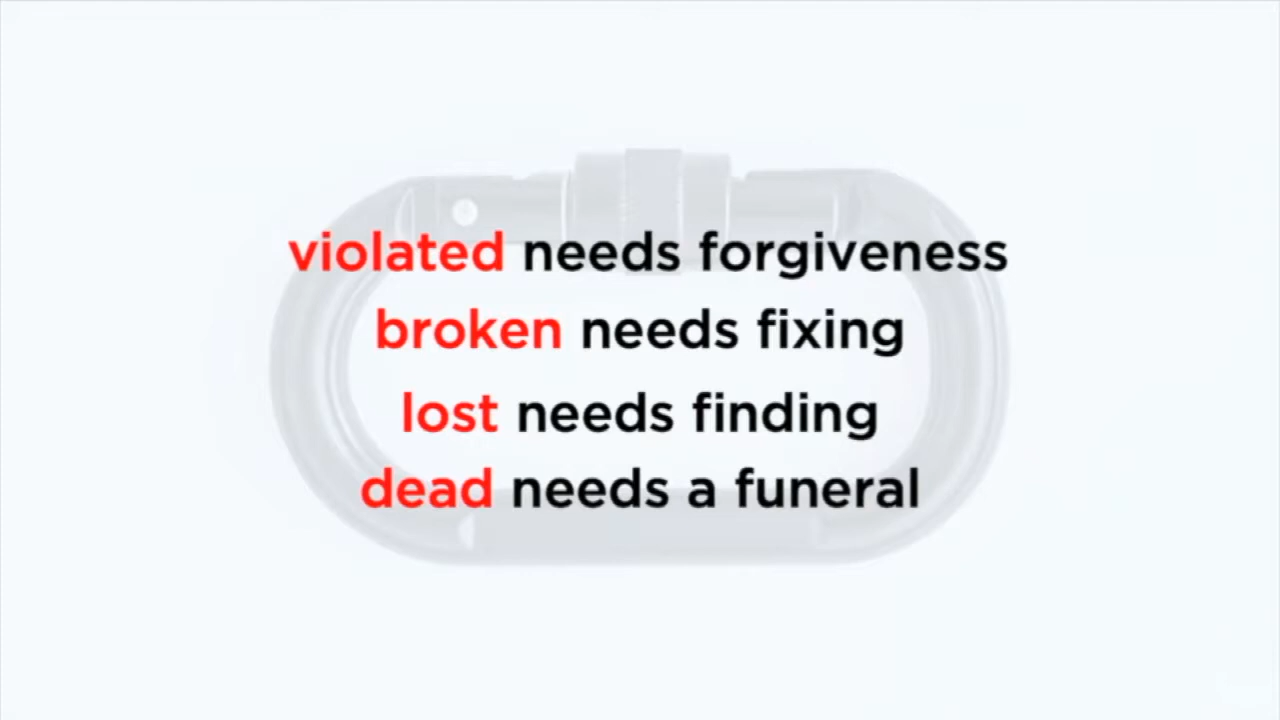 violated needs forgiveness
broken needs fixing
lost needs finding
dead needs a funeral